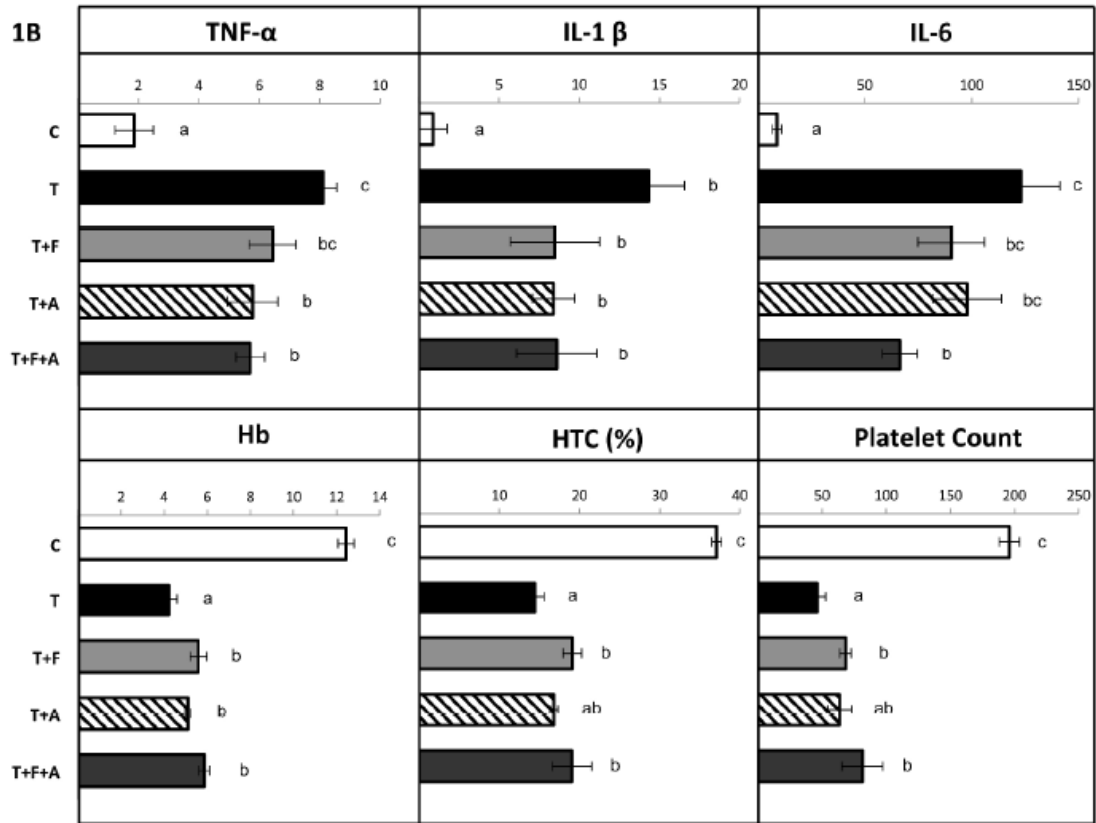 1B TNF-α IL-1 β IL-6
2 4 6 8 10 5 10 15 20 50 100 150
C a a a
T c b c
T+F bc b bc
T+A b b bc
T+F+A b b b
Hb HTC (%) Platelet Count
2 4 6 8 10 12 14 10 20 30 40 50 100 150 200 250
C c c c
T a a a
T+F b b b
T+A b ab ab
T+F+A b b b